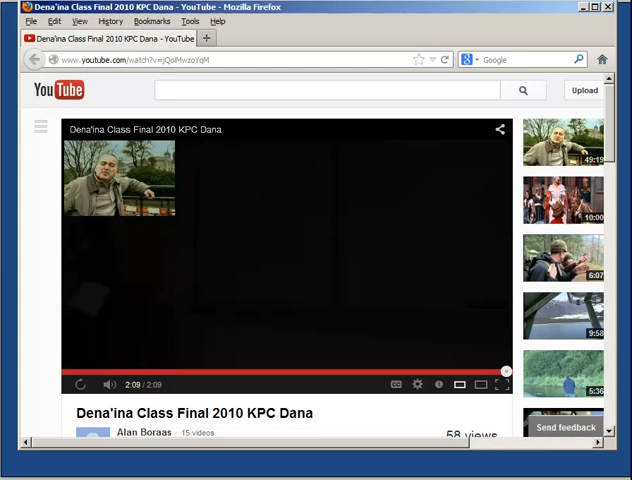 Dena'ina Class Final 2010 KPC Dana - YouTube - Mozilla Firefox
File Edit View History Bookmarks Tools Help
Dena'ina Class Final 2010 KPC Dana - YouTube
www.youtube.com/watch?v=jQolMwzoYqM
Google
YouTube
Upload
Dena'ina Class Final 2010 KPC Dana
49:19
10:00
6:07
9:58
5:36
2:09 / 2:09
Dena'ina Class Final 2010 KPC Dana
Send feedback
Alan Boraas · 15 videos
58 views